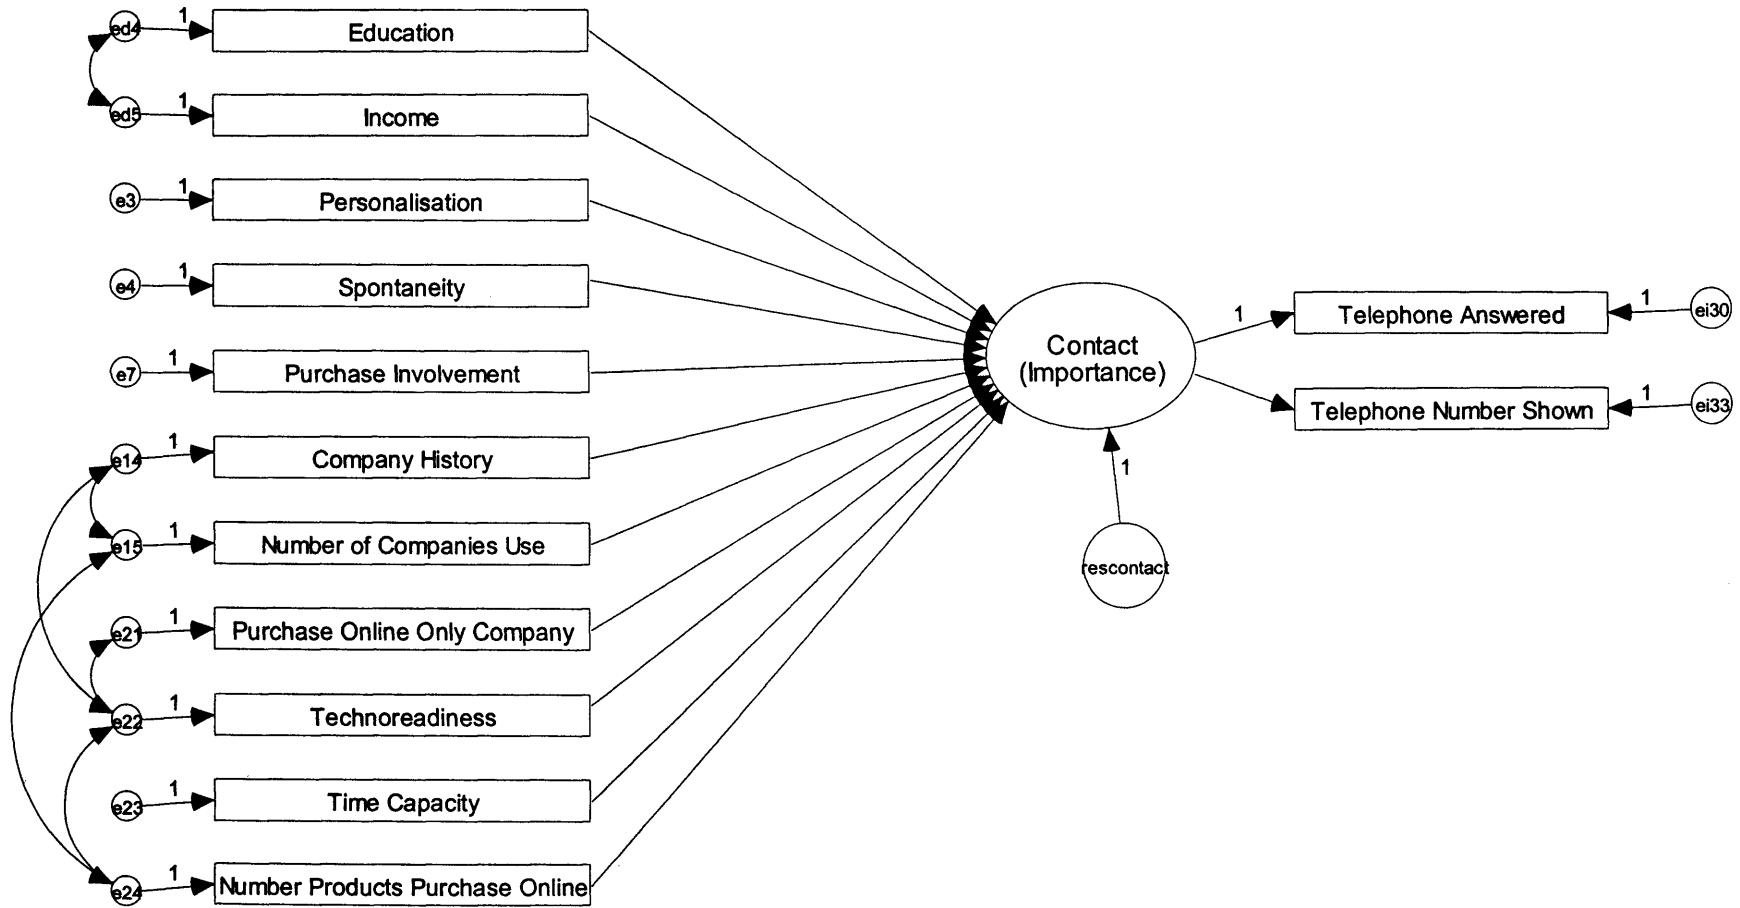 ed4 1 Education
ed5 1 Income
e3 1 Personalisation
e4 1 Spontaneity
e7 1 Purchase Involvement
e14 1 Company History
e15 1 Number of Companies Use
e21 1 Purchase Online Only Company
e22 1 Technoreadiness
e23 1 Time Capacity
e24 1 Number Products Purchase Online
Contact
(Importance)
1
rescontact
1 Telephone Answered 1 ei30
Telephone Number Shown 1 ei33